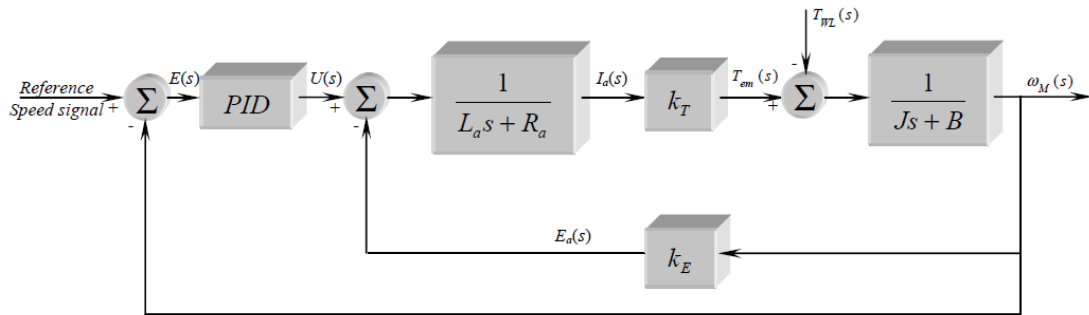 T_WL(s)
Reference
Speed signal
+
-
Σ
E(s)
PID
U(s)
+
-
Σ
1
L_a s + R_a
I_a(s)
k_T
T_em(s)
+
-
Σ
1
Js + B
ω_M(s)
E_a(s)
k_E